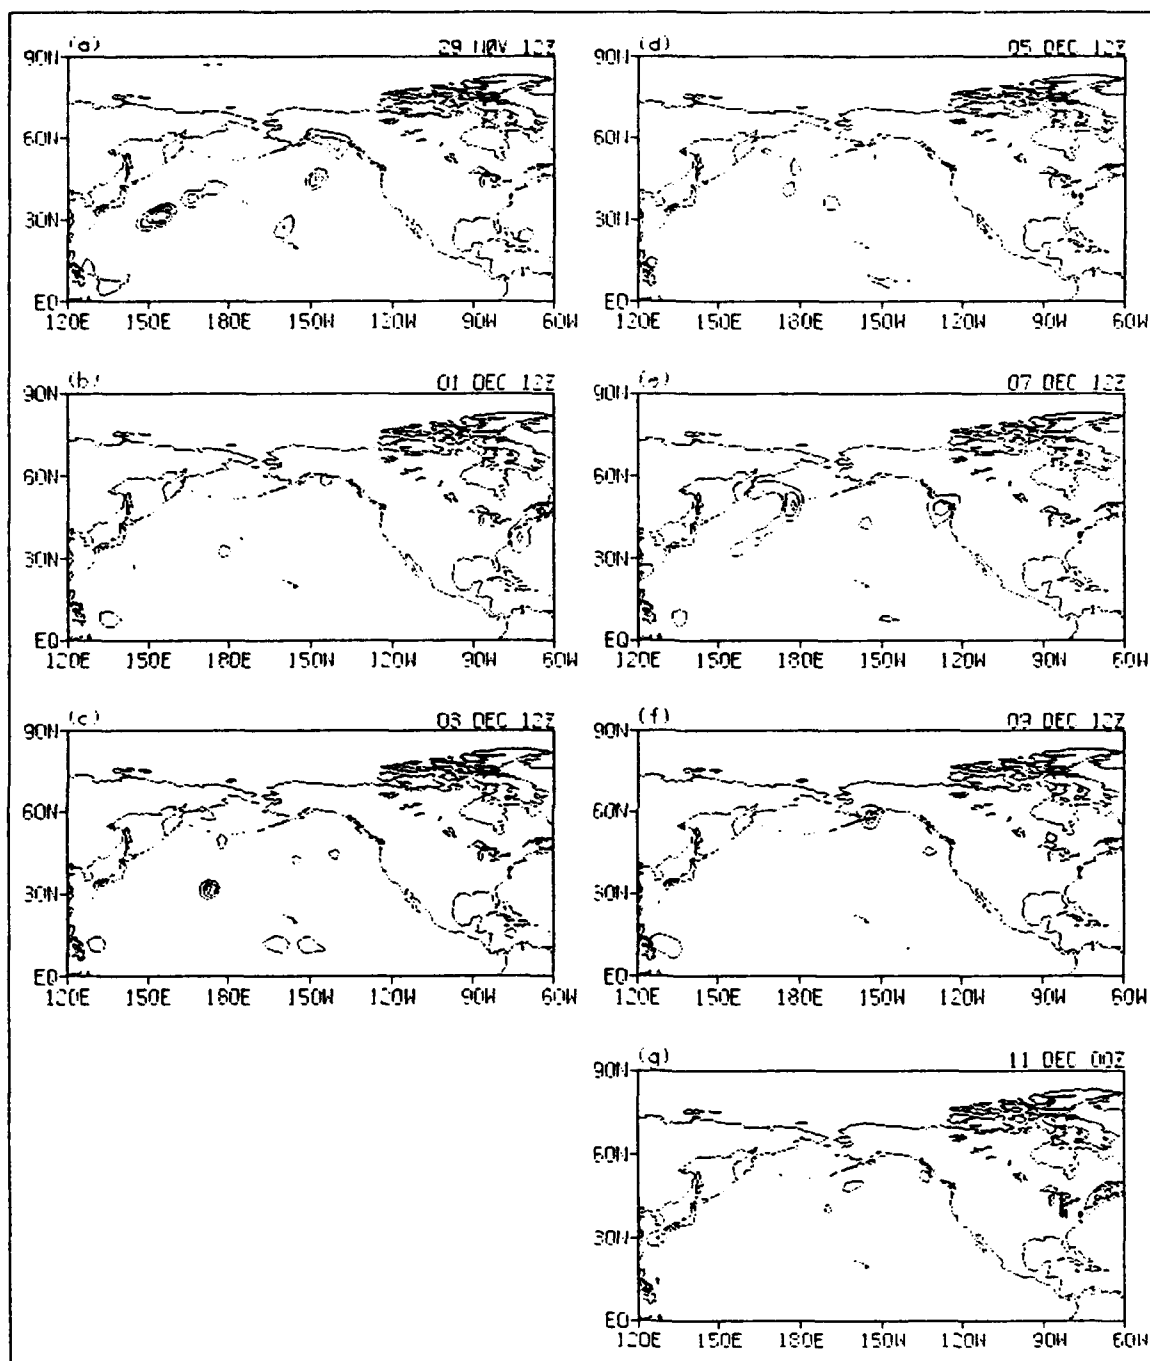 (a) 29 NOV 12Z
90N
60N
30N
EQ
120E 150E 180E 150W 120W 90W 60W
(b) 01 DEC 12Z
90N
60N
30N
EQ
120E 150E 180E 150W 120W 90W 60W
(c) 03 DEC 12Z
90N
60N
30N
EQ
120E 150E 180E 150W 120W 90W 60W
(d) 05 DEC 12Z
90N
60N
30N
EQ
120E 150E 180E 150W 120W 90W 60W
(e) 07 DEC 12Z
90N
60N
30N
EQ
120E 150E 180E 150W 120W 90W 60W
(f) 09 DEC 12Z
90N
60N
30N
EQ
120E 150E 180E 150W 120W 90W 60W
(g) 11 DEC 00Z
90N
60N
30N
EQ
120E 150E 180E 150W 120W 90W 60W